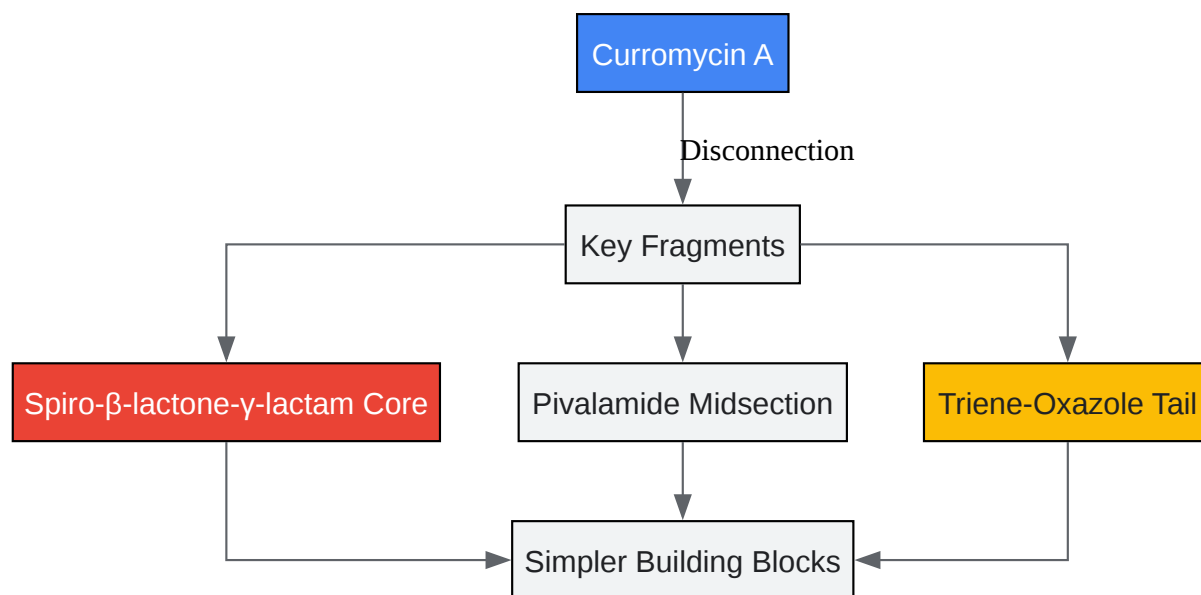 Curromycin A
Disconnection
Key Fragments
Spiro-β-lactone-γ-lactam Core
Pivalamide Midsection
Triene-Oxazole Tail
Simpler Building Blocks